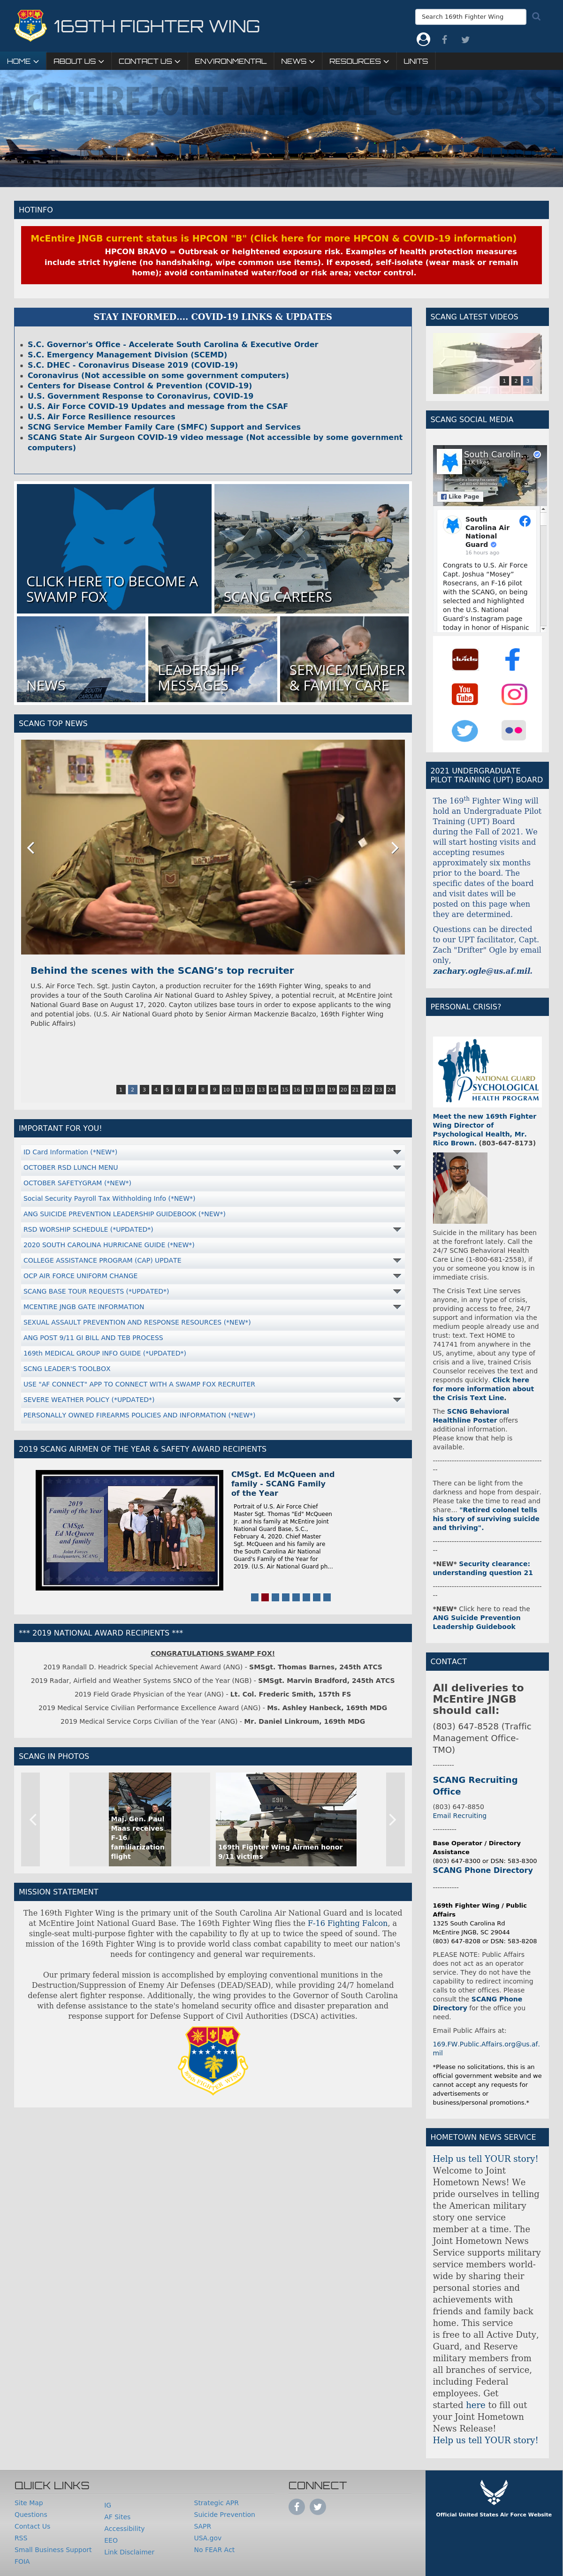 169TH FIGHTER WING
Search 169th Fighter Wing
HOME
ABOUT US
CONTACT US
ENVIRONMENTAL
NEWS
RESOURCES
UNITS
HOTINFO
McEntire JNGB current status is HPCON "B" (Click here for more HPCON & COVID-19 information)
HPCON BRAVO = Outbreak or heightened exposure risk. Examples of health protection measures
include strict hygiene (no handshaking, wipe common use items). If exposed, self-isolate (wear mask or remain
home); avoid contaminated water/food or risk area; vector control.
STAY INFORMED.... COVID-19 LINKS & UPDATES
S.C. Governor's Office - Accelerate South Carolina & Executive Order
S.C. Emergency Management Division (SCEMD)
S.C. DHEC - Coronavirus Disease 2019 (COVID-19)
Coronavirus (Not accessible on some government computers)
Centers for Disease Control & Prevention (COVID-19)
U.S. Government Response to Coronavirus, COVID-19
U.S. Air Force COVID-19 Updates and message from the CSAF
U.S. Air Force Resilience resources
SCNG Service Member Family Care (SMFC) Support and Services
SCANG State Air Surgeon COVID-19 video message (Not accessible by some government
computers)
CLICK HERE TO BECOME A
SWAMP FOX
SCANG CAREERS
NEWS
LEADERSHIP
MESSAGES
SERVICE MEMBER
& FAMILY CARE
SCANG TOP NEWS
Behind the scenes with the SCANG's top recruiter
U.S. Air Force Tech. Sgt. Justin Cayton, a production recruiter for the 169th Fighter Wing, speaks to and
provides a tour of the South Carolina Air National Guard to Ashley Spivey, a potential recruit, at McEntire Joint
National Guard Base on August 17, 2020. Cayton utilizes base tours in order to expose applicants to the wing
and potential jobs. (U.S. Air National Guard photo by Senior Airman Mackenzie Bacalzo, 169th Fighter Wing
Public Affairs)
1 2 3 4 5 6 7 8 9 10 11 12 13 14 15 16 17 18 19 20 21 22 23 24
IMPORTANT FOR YOU!
ID Card Information (*NEW*)
OCTOBER RSD LUNCH MENU
OCTOBER SAFETYGRAM (*NEW*)
Social Security Payroll Tax Withholding Info (*NEW*)
ANG SUICIDE PREVENTION LEADERSHIP GUIDEBOOK (*NEW*)
RSD WORSHIP SCHEDULE (*UPDATED*)
2020 SOUTH CAROLINA HURRICANE GUIDE (*NEW*)
COLLEGE ASSISTANCE PROGRAM (CAP) UPDATE
OCP AIR FORCE UNIFORM CHANGE
SCANG BASE TOUR REQUESTS (*UPDATED*)
MCENTIRE JNGB GATE INFORMATION
SEXUAL ASSAULT PREVENTION AND RESPONSE RESOURCES (*NEW*)
ANG POST 9/11 GI BILL AND TEB PROCESS
169th MEDICAL GROUP INFO GUIDE (*UPDATED*)
SCNG LEADER'S TOOLBOX
USE "AF CONNECT" APP TO CONNECT WITH A SWAMP FOX RECRUITER
SEVERE WEATHER POLICY (*UPDATED*)
PERSONALLY OWNED FIREARMS POLICIES AND INFORMATION (*NEW*)
2019 SCANG AIRMEN OF THE YEAR & SAFETY AWARD RECIPIENTS
2019
Family of the Year
CMSgt.
Ed McQueen
and family
Joint Forces
Headquarters, SCANG
CMSgt. Ed McQueen and
family - SCANG Family
of the Year
Portrait of U.S. Air Force Chief
Master Sgt. Thomas "Ed" McQueen
Jr. and his family at McEntire Joint
National Guard Base, S.C.,
February 4, 2020. Chief Master
Sgt. McQueen and his family are
the South Carolina Air National
Guard's Family of the Year for
2019. (U.S. Air National Guard ph...
*** 2019 NATIONAL AWARD RECIPIENTS ***
CONGRATULATIONS SWAMP FOX!
2019 Randall D. Headrick Special Achievement Award (ANG) - SMSgt. Thomas Barnes, 245th ATCS
2019 Radar, Airfield and Weather Systems SNCO of the Year (NGB) - SMSgt. Marvin Bradford, 245th ATCS
2019 Field Grade Physician of the Year (ANG) - Lt. Col. Frederic Smith, 157th FS
2019 Medical Service Civilian Performance Excellence Award (ANG) - Ms. Ashley Hanbeck, 169th MDG
2019 Medical Service Corps Civilian of the Year (ANG) - Mr. Daniel Linkroum, 169th MDG
SCANG IN PHOTOS
Maj. Gen. Paul
Maas receives
F-16
familiarization
flight
169th Fighter Wing Airmen honor
9/11 victims
MISSION STATEMENT
The 169th Fighter Wing is the primary unit of the South Carolina Air National Guard and is located
at McEntire Joint National Guard Base. The 169th Fighter Wing flies the F-16 Fighting Falcon, a
single-seat multi-purpose fighter with the capability to fly at up to twice the speed of sound. The
mission of the 169th Fighter Wing is to provide world class combat capability to meet our nation's
needs for contingency and general war requirements.
Our primary federal mission is accomplished by employing conventional munitions in the
Destruction/Suppression of Enemy Air Defenses (DEAD/SEAD), while providing 24/7 homeland
defense alert fighter response. Additionally, the wing provides to the Governor of South Carolina
with defense assistance to the state's homeland security office and disaster preparation and
response support for Defense Support of Civil Authorities (DSCA) activities.
SCANG LATEST VIDEOS
1 2 3
SCANG SOCIAL MEDIA
South Carolin...
11K likes
Like Page
South
Carolina Air
National
Guard
16 hours ago
Congrats to U.S. Air Force
Capt. Joshua "Mosey"
Rosecrans, an F-16 pilot
with the SCANG, on being
selected and highlighted
on the U.S. National
Guard's Instagram page
today in honor of Hispanic
dvids
You
Tube
2021 UNDERGRADUATE
PILOT TRAINING (UPT) BOARD
The 169th Fighter Wing will
hold an Undergraduate Pilot
Training (UPT) Board
during the Fall of 2021. We
will start hosting visits and
accepting resumes
approximately six months
prior to the board. The
specific dates of the board
and visit dates will be
posted on this page when
they are determined.
Questions can be directed
to our UPT facilitator, Capt.
Zach "Drifter" Ogle by email
only,
zachary.ogle@us.af.mil.
PERSONAL CRISIS?
NATIONAL GUARD
PSYCHOLOGICAL
HEALTH PROGRAM
Meet the new 169th Fighter
Wing Director of
Psychological Health, Mr.
Rico Brown. (803-647-8173)
Suicide in the military has been
at the forefront lately. Call the
24/7 SCNG Behavioral Health
Care Line (1-800-681-2558), if
you or someone you know is in
immediate crisis.
The Crisis Text Line serves
anyone, in any type of crisis,
providing access to free, 24/7
support and information via the
medium people already use and
trust: text. Text HOME to
741741 from anywhere in the
US, anytime, about any type of
crisis and a live, trained Crisis
Counselor receives the text and
responds quickly. Click here
for more information about
the Crisis Text Line.
The SCNG Behavioral
Healthline Poster offers
additional information.
Please know that help is
available.
There can be light from the
darkness and hope from despair.
Please take the time to read and
share... "Retired colonel tells
his story of surviving suicide
and thriving".
*NEW* Security clearance:
understanding question 21
*NEW* Click here to read the
ANG Suicide Prevention
Leadership Guidebook
CONTACT
All deliveries to
McEntire JNGB
should call:
(803) 647-8528 (Traffic
Management Office-
TMO)
----------
SCANG Recruiting
Office
(803) 647-8850
Email Recruiting
-----------
Base Operator / Directory
Assistance
(803) 647-8300 or DSN: 583-8300
SCANG Phone Directory
------------
169th Fighter Wing / Public
Affairs
1325 South Carolina Rd
McEntire JNGB, SC 29044
(803) 647-8208 or DSN: 583-8208
PLEASE NOTE: Public Affairs
does not act as an operator
service. They do not have the
capability to redirect incoming
calls to other offices. Please
consult the SCANG Phone
Directory for the office you
need.
Email Public Affairs at:
169.FW.Public.Affairs.org@us.af.
mil
*Please no solicitations, this is an
official government website and we
cannot accept any requests for
advertisements or
business/personal promotions.*
HOMETOWN NEWS SERVICE
Help us tell YOUR story!
Welcome to Joint
Hometown News! We
pride ourselves in telling
the American military
story one service
member at a time. The
Joint Hometown News
Service supports military
service members world-
wide by sharing their
personal stories and
achievements with
friends and family back
home. This service
is free to all Active Duty,
Guard, and Reserve
military members from
all branches of service,
including Federal
employees. Get
started here to fill out
your Joint Hometown
News Release!
Help us tell YOUR story!
QUICK LINKS
Site Map
Questions
Contact Us
RSS
Small Business Support
FOIA
IG
AF Sites
Accessibility
EEO
Link Disclaimer
Strategic APR
Suicide Prevention
SAPR
USA.gov
No FEAR Act
CONNECT
Official United States Air Force Website